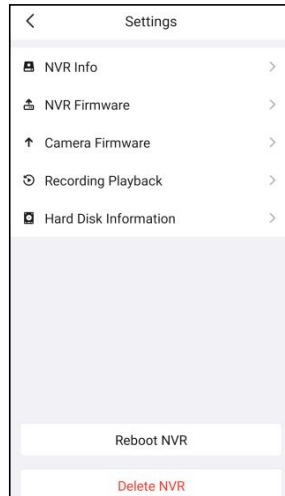 Settings
NVR Info
NVR Firmware
Camera Firmware
Recording Playback
Hard Disk Information
Reboot NVR
Delete NVR